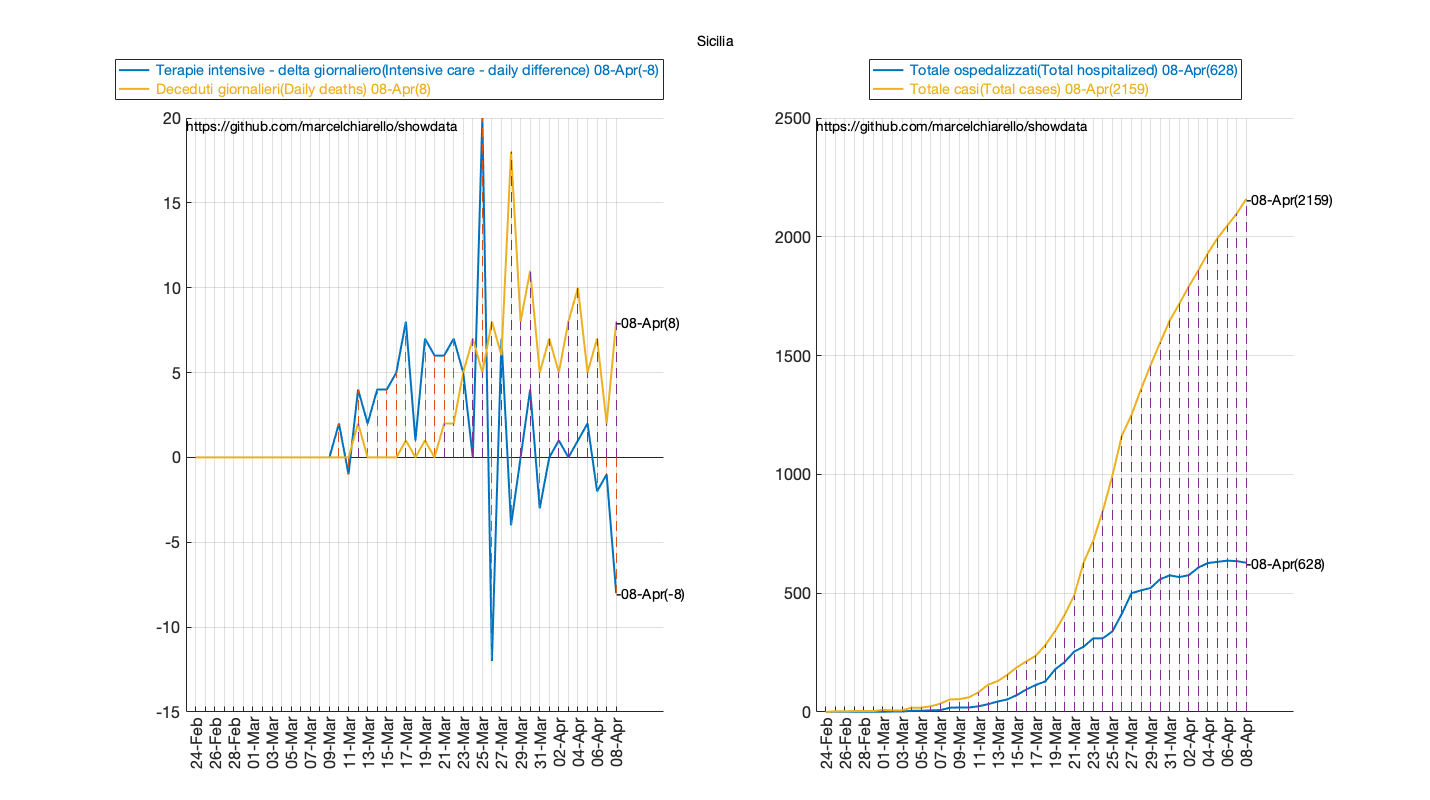 Sicilia
Terapie intensive - delta giornaliero(Intensive care - daily difference) 08-Apr(-8)
Deceduti giornalieri(Daily deaths) 08-Apr(8)
https://github.com/marcelchiarello/showdata
20
15
10
5
0
-5
-10
-15
-08-Apr(8)
-08-Apr(-8)
24-Feb
26-Feb
28-Feb
01-Mar
03-Mar
05-Mar
07-Mar
09-Mar
11-Mar
13-Mar
15-Mar
17-Mar
19-Mar
21-Mar
23-Mar
25-Mar
27-Mar
29-Mar
31-Mar
02-Apr
04-Apr
06-Apr
08-Apr
Totale ospedalizzati(Total hospitalized) 08-Apr(628)
Totale casi(Total cases) 08-Apr(2159)
https://github.com/marcelchiarello/showdata
2500
2000
1500
1000
500
0
-08-Apr(2159)
-08-Apr(628)
24-Feb
26-Feb
28-Feb
01-Mar
03-Mar
05-Mar
07-Mar
09-Mar
11-Mar
13-Mar
15-Mar
17-Mar
19-Mar
21-Mar
23-Mar
25-Mar
27-Mar
29-Mar
31-Mar
02-Apr
04-Apr
06-Apr
08-Apr